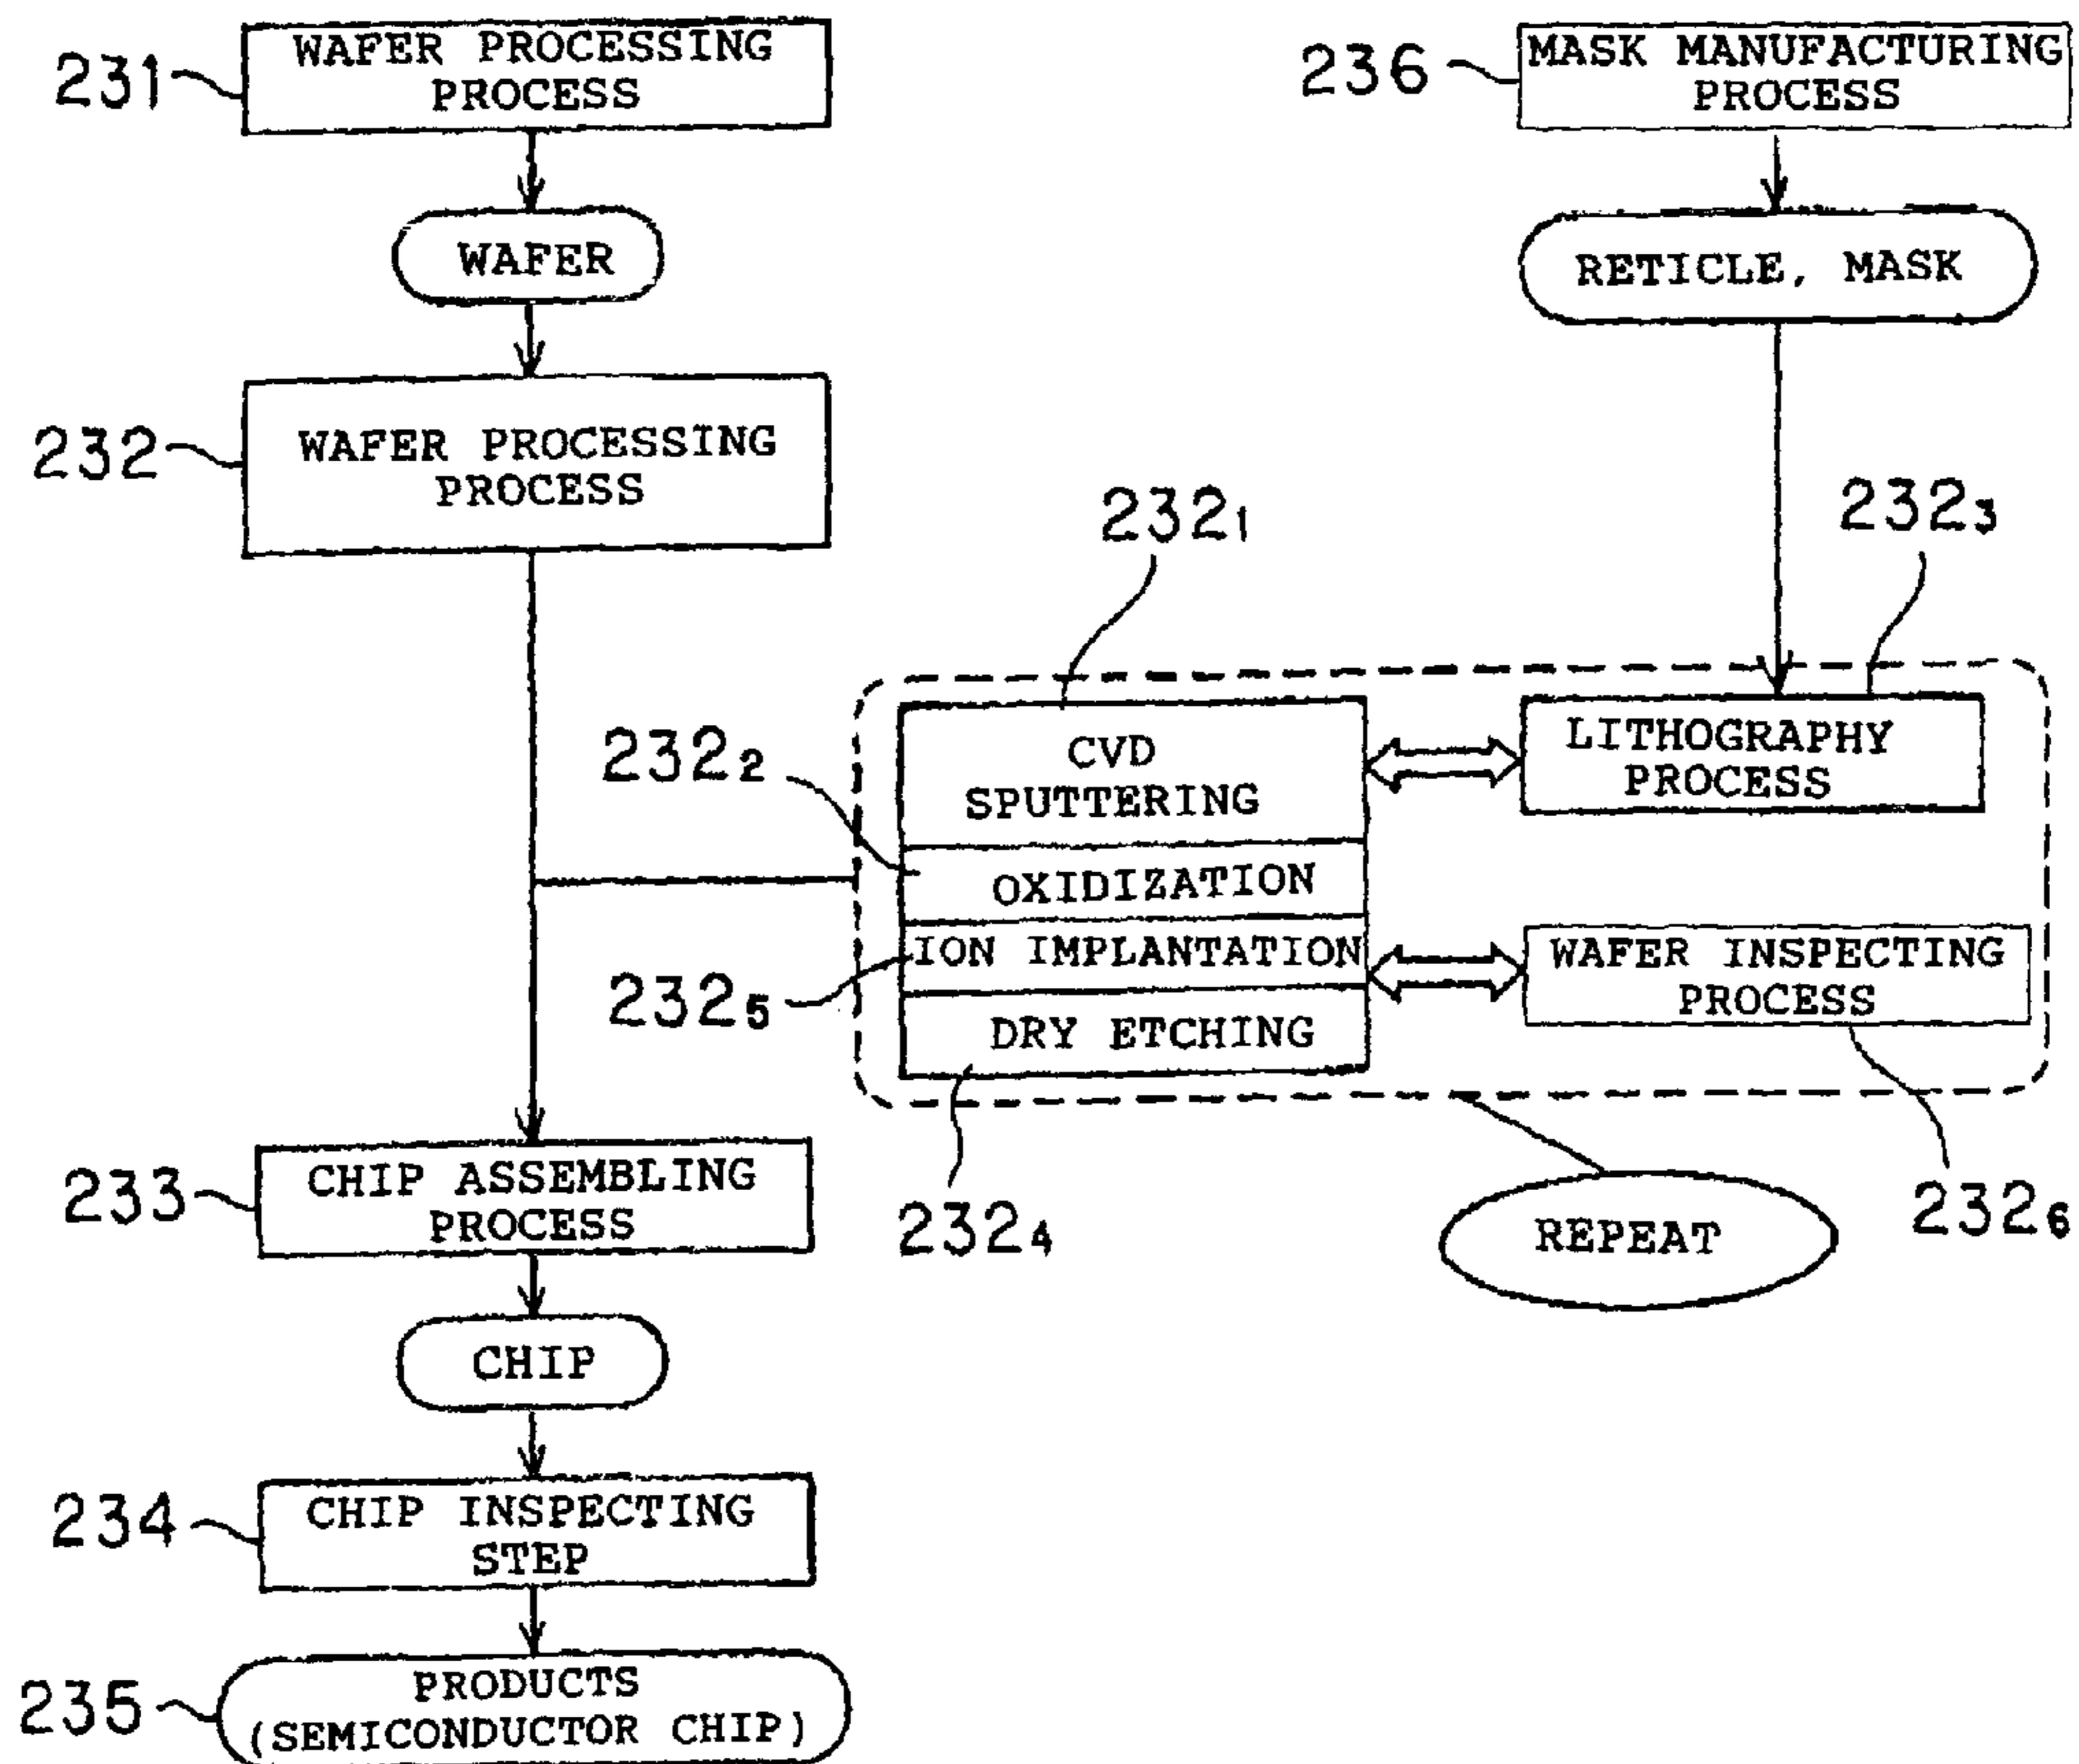 231
WAFER PROCESSING
PROCESS
WAFER
232
WAFER PROCESSING
PROCESS
236
MASK MANUFACTURING
PROCESS
RETICLE, MASK
232₁
232₃
232₂
CVD
SPUTTERING
LITHOGRAPHY
PROCESS
OXIDIZATION
232₅
ION IMPLANTATION
WAFER INSPECTING
PROCESS
DRY ETCHING
232₄
232₆
REPEAT
233
CHIP ASSEMBLING
PROCESS
CHIP
234
CHIP INSPECTING
STEP
235
PRODUCTS
(SEMICONDUCTOR CHIP)